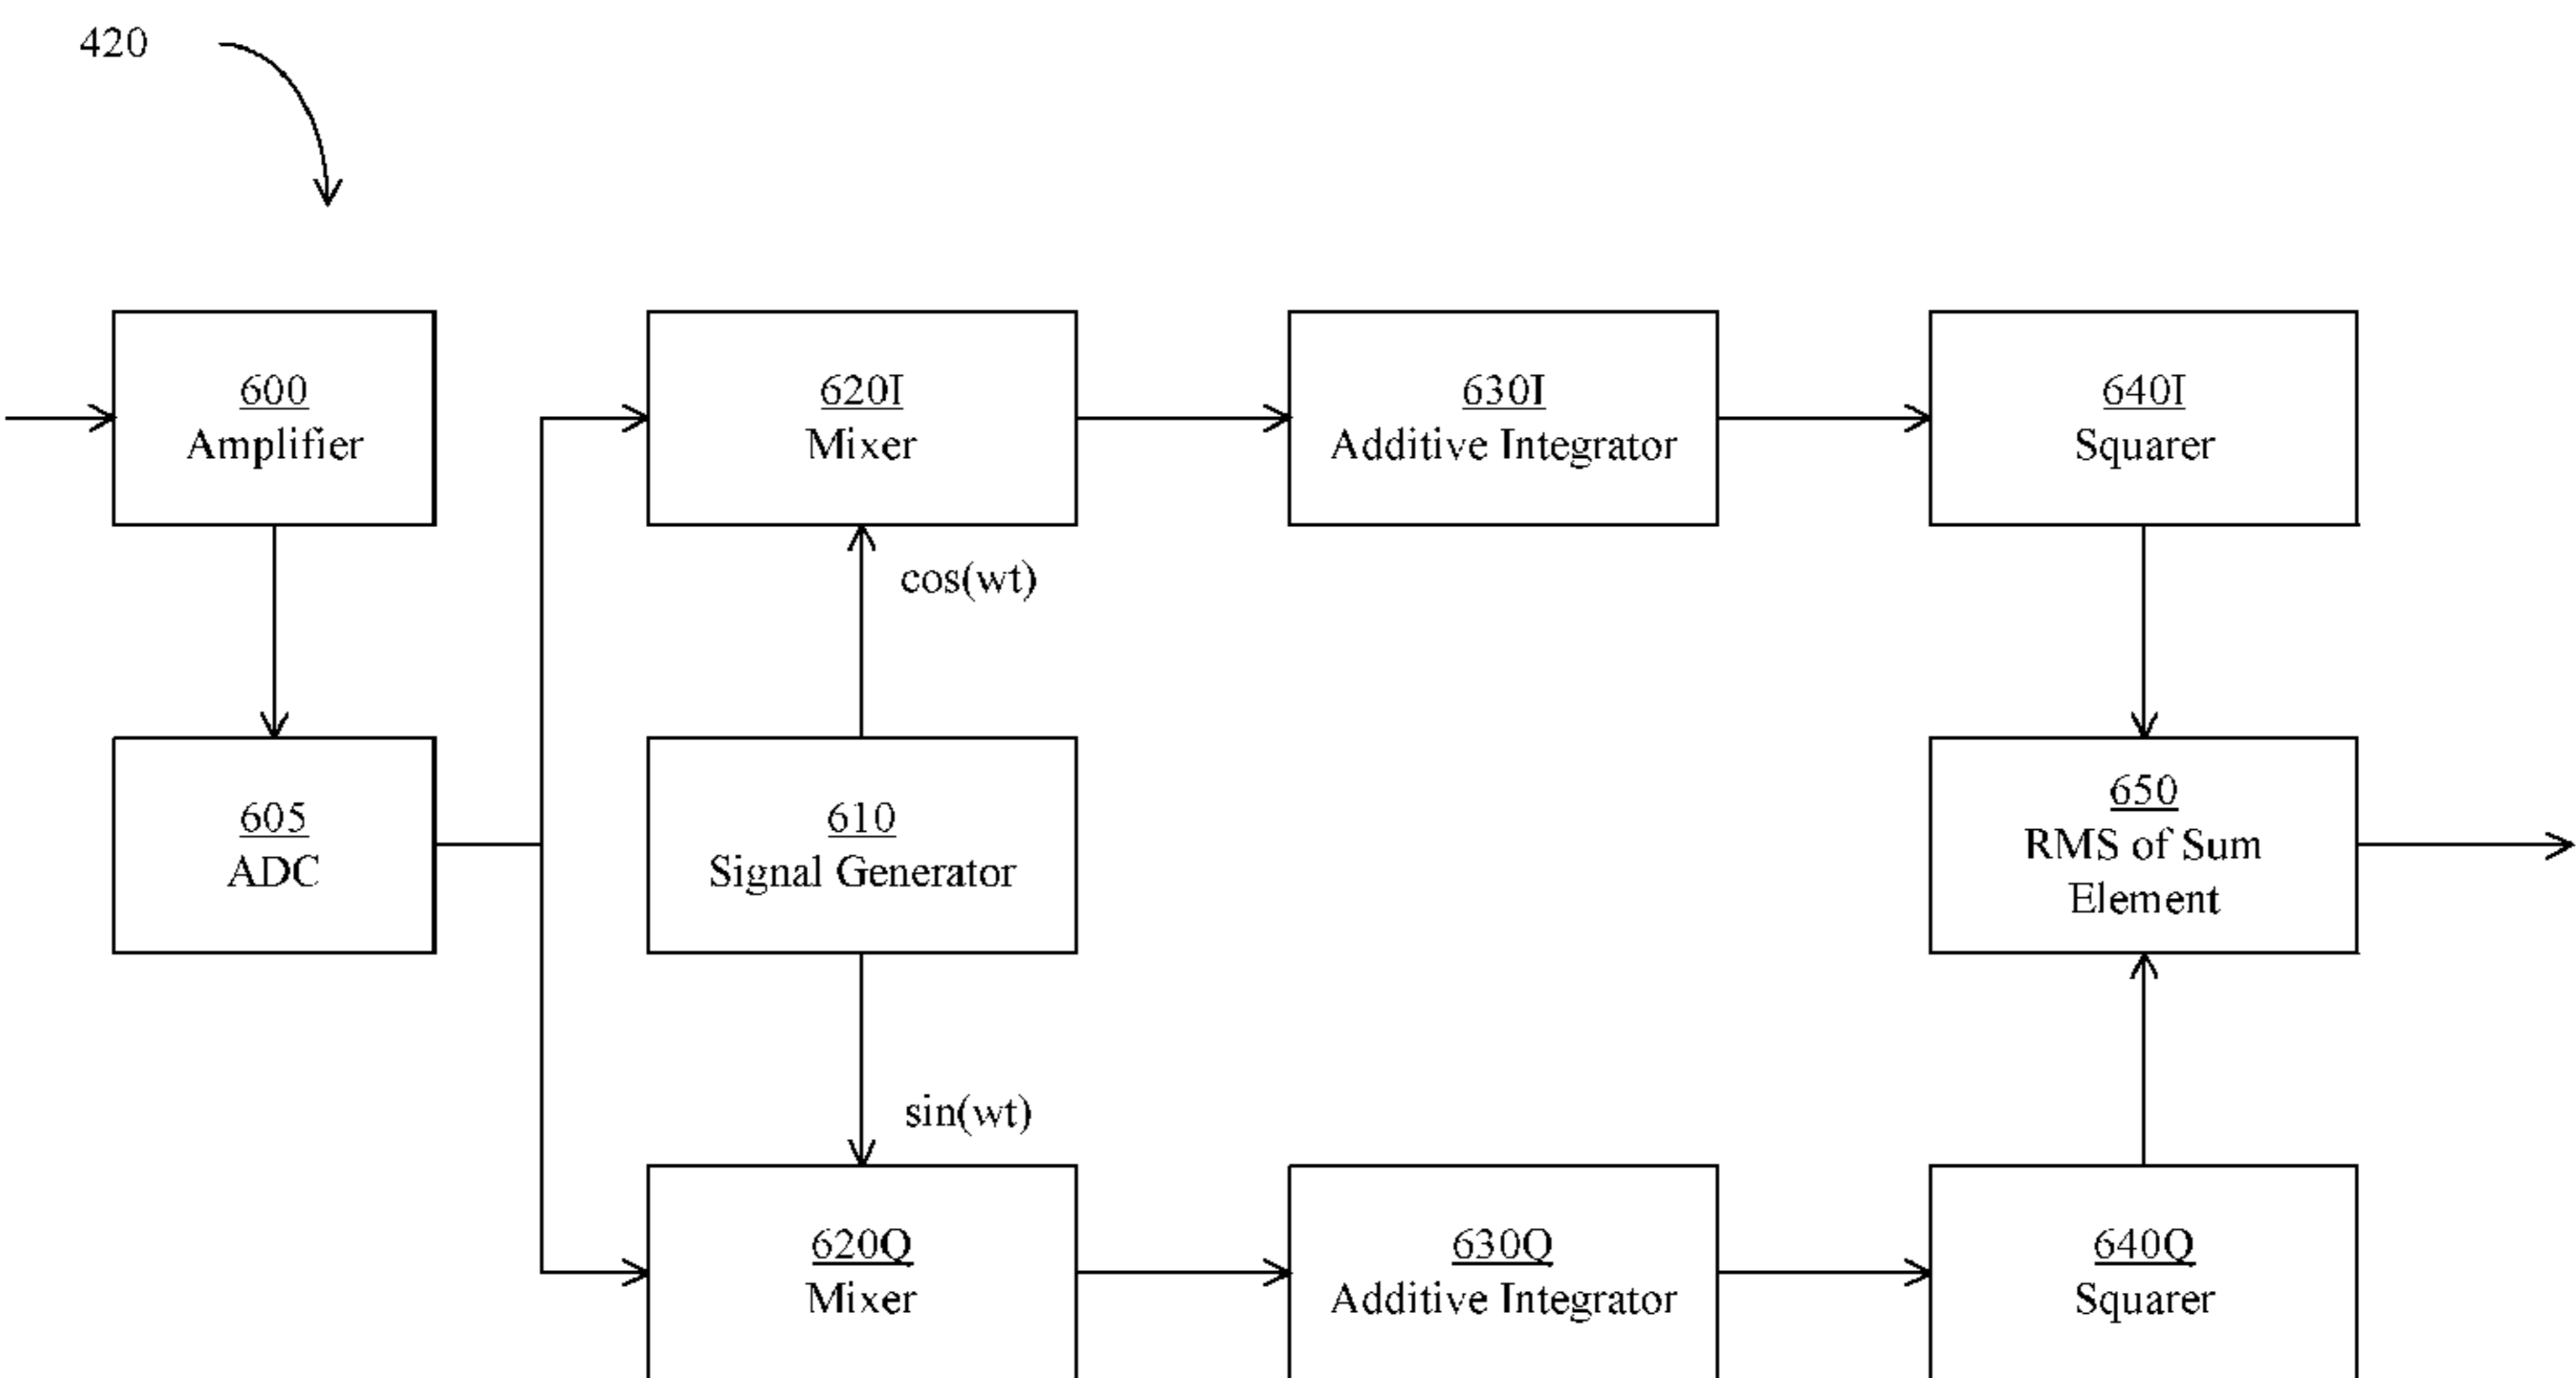 420
600
Amplifier
620I
Mixer
630I
Additive Integrator
640I
Squarer
cos(wt)
605
ADC
610
Signal Generator
650
RMS of Sum
Element
sin(wt)
620Q
Mixer
630Q
Additive Integrator
640Q
Squarer